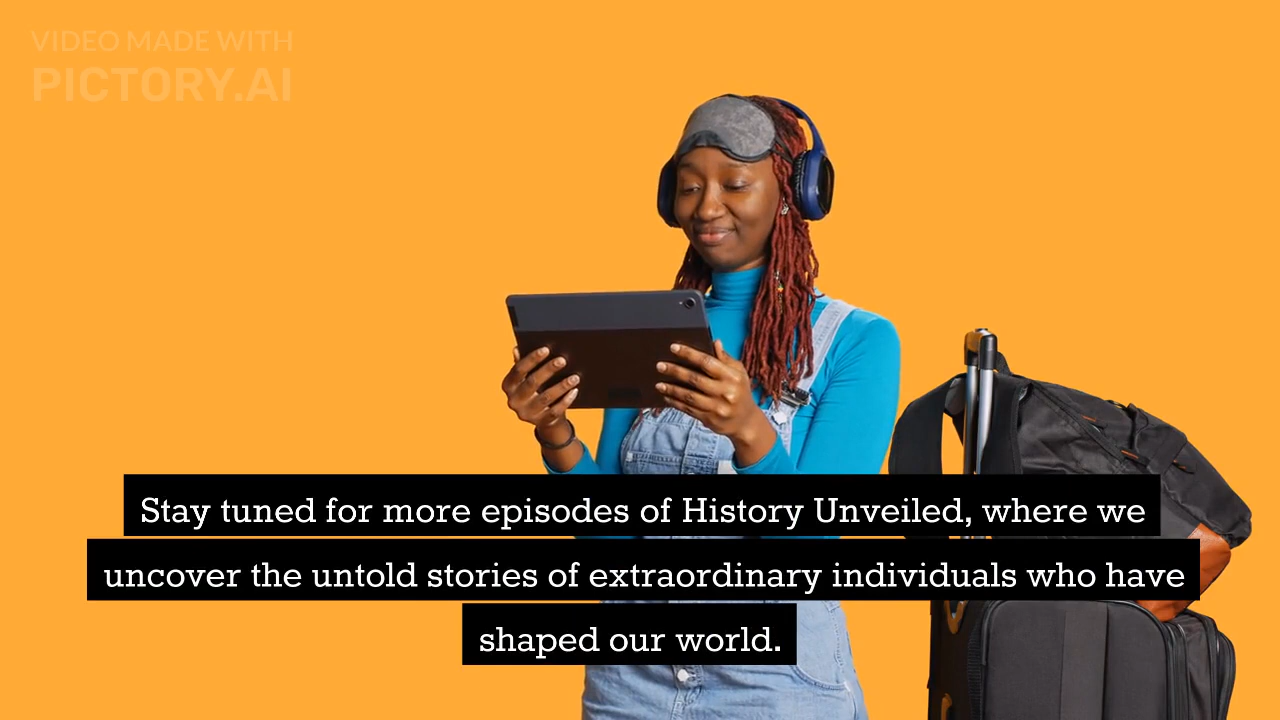 VIDEO MADE WITH
PICTORY.AI
Stay tuned for more episodes of History Unveiled, where we
uncover the untold stories of extraordinary individuals who have
shaped our world.